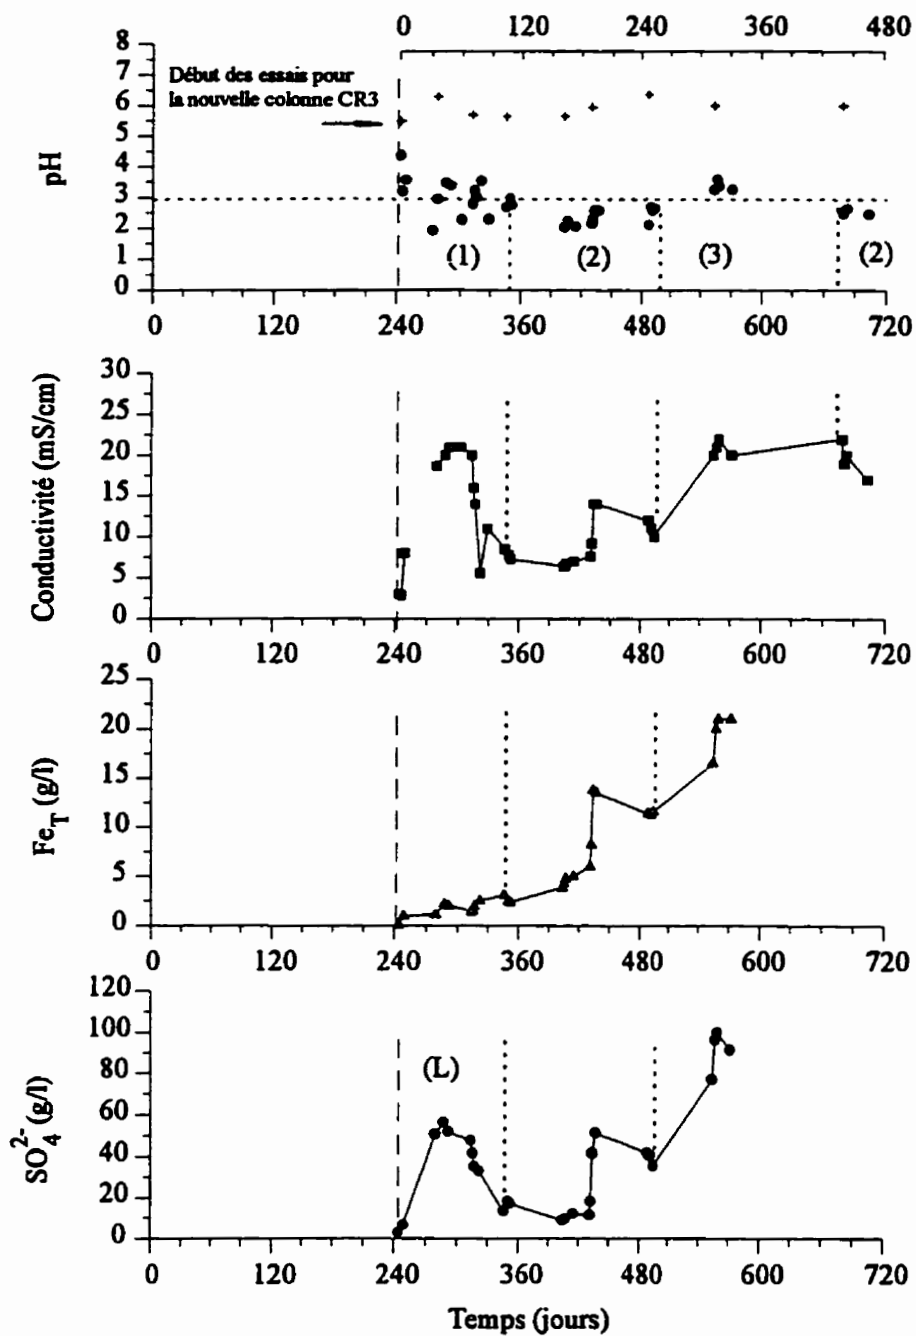 0 120 240 360 480
8
7
6
5
4
3
2
1
0
pH
Début des essais pour
la nouvelle colonne CR3
(1) (2) (3) (2)
0 120 240 360 480 600 720
30
25
20
15
10
5
0
Conductivité (mS/cm)
0 120 240 360 480 600 720
25
20
15
10
5
0
Fe_T (g/l)
0 120 240 360 480 600 720
120
100
80
60
40
20
0
SO₄²⁻ (g/l)
(L)
0 120 240 360 480 600 720
Temps (jours)